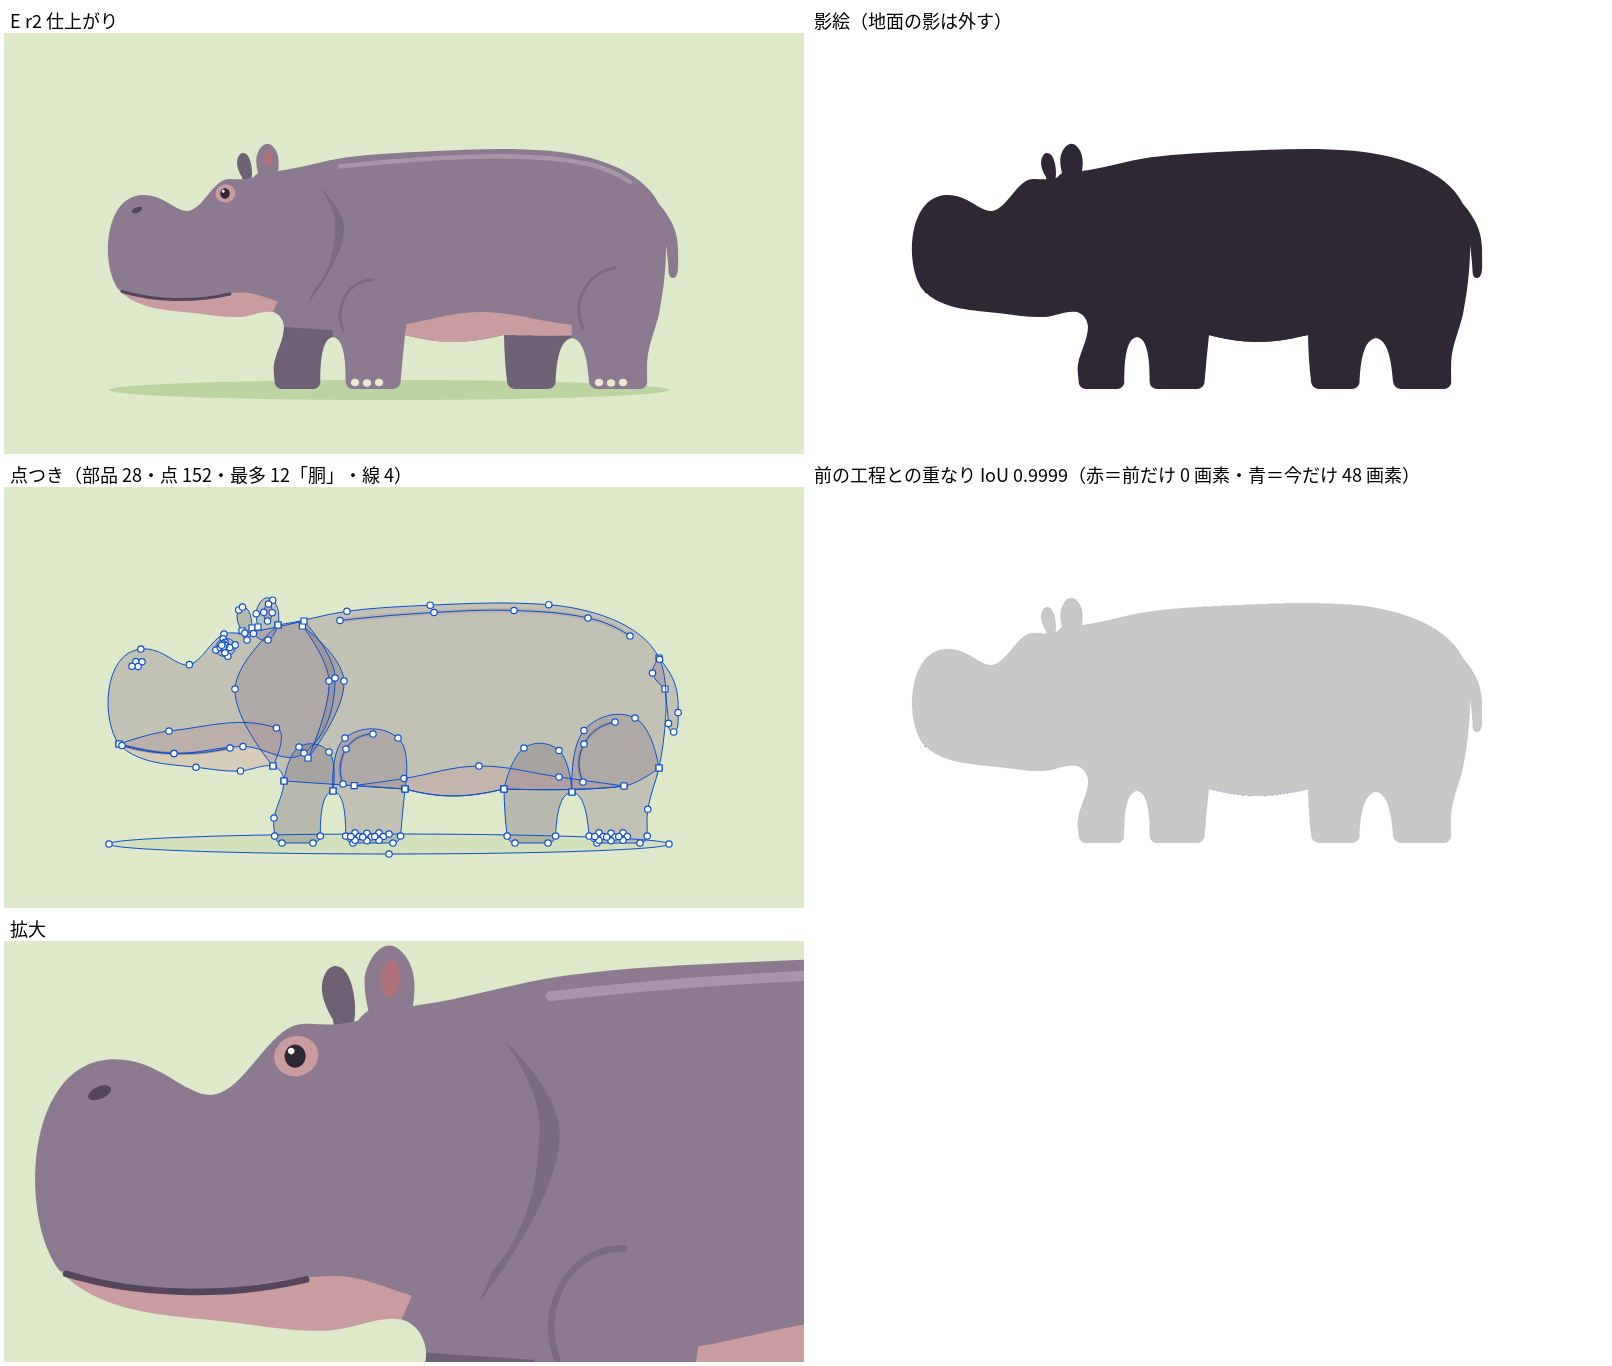 E r2 仕上がり
影絵（地面の影は外す）
点つき（部品 28・点 152・最多 12「胴」・線 4）
前の工程との重なり IoU 0.9999（赤＝前だけ 0 画素・青＝今だけ 48 画素）
拡大